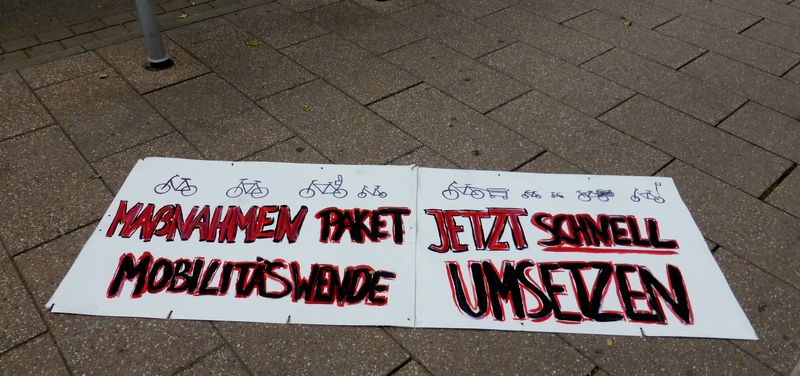 MAßNAHMEN PAKET JETZT SCHNELL
MOBILITÄSWENDE UMSETZEN